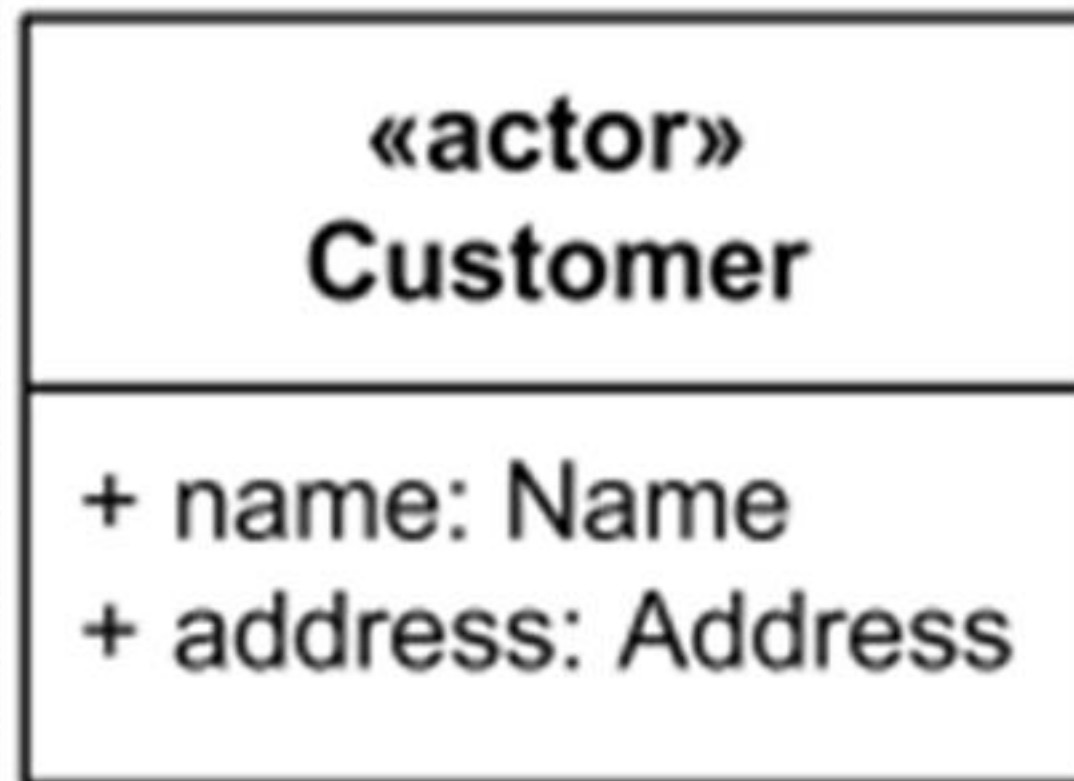 «actor»
Customer
+ name: Name
+ address: Address